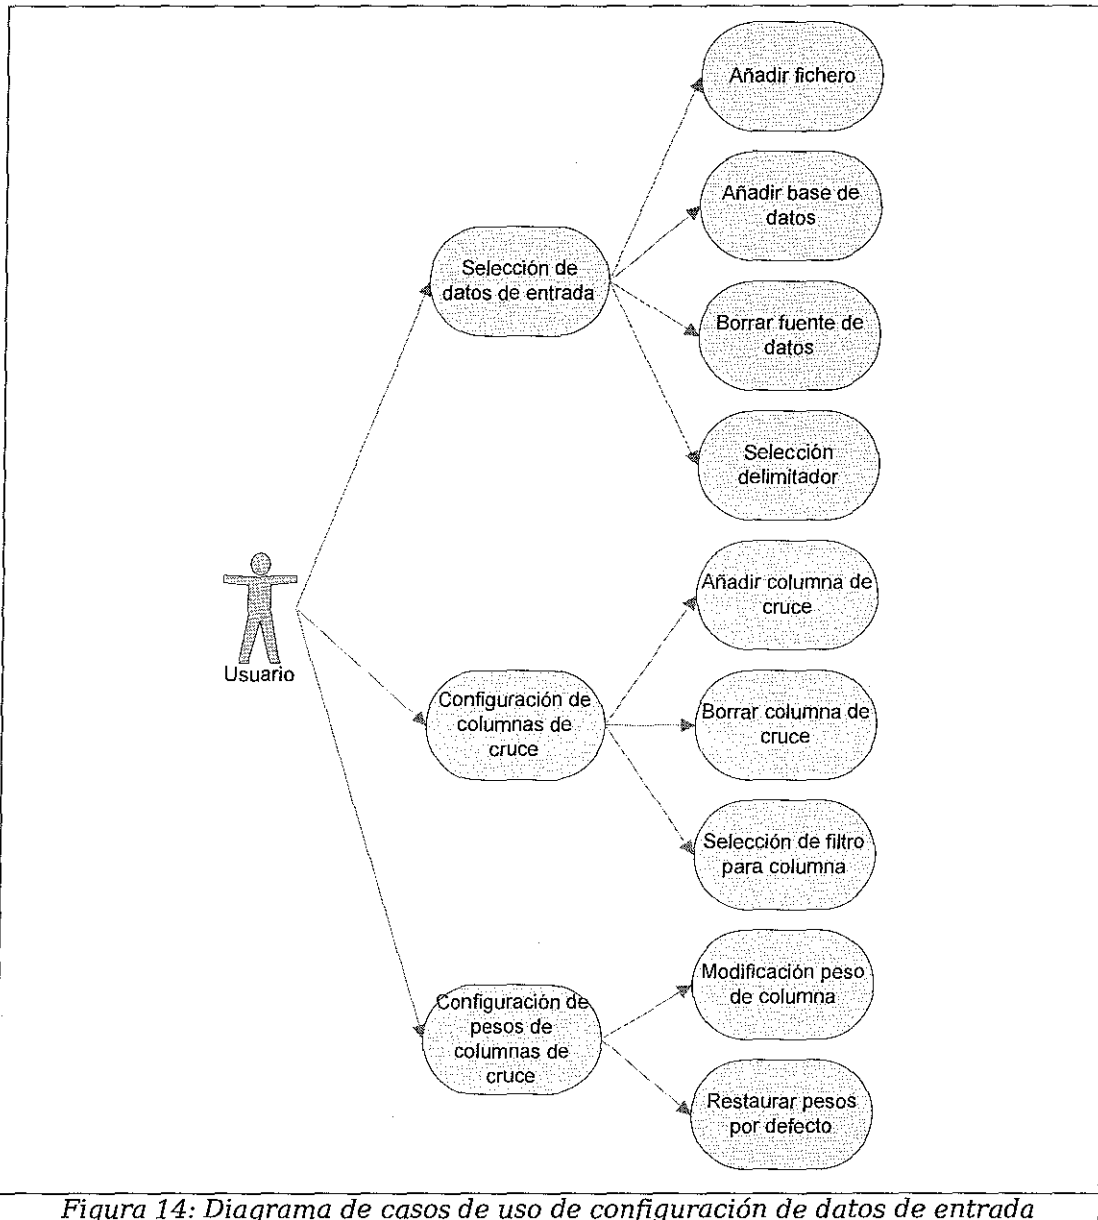 Añadir fichero
Añadir base de
datos
Selección de
datos de entrada
Borrar fuente de
datos
Selección
delimitador
Añadir columna de
cruce
Usuario
Configuración de
columnas de
cruce
Borrar columna de
cruce
Selección de filtro
para columna
Modificación peso
de columna
Configuración de
pesos de
columnas de
cruce
Restaurar pesos
por defecto
Figura 14: Diagrama de casos de uso de configuración de datos de entrada